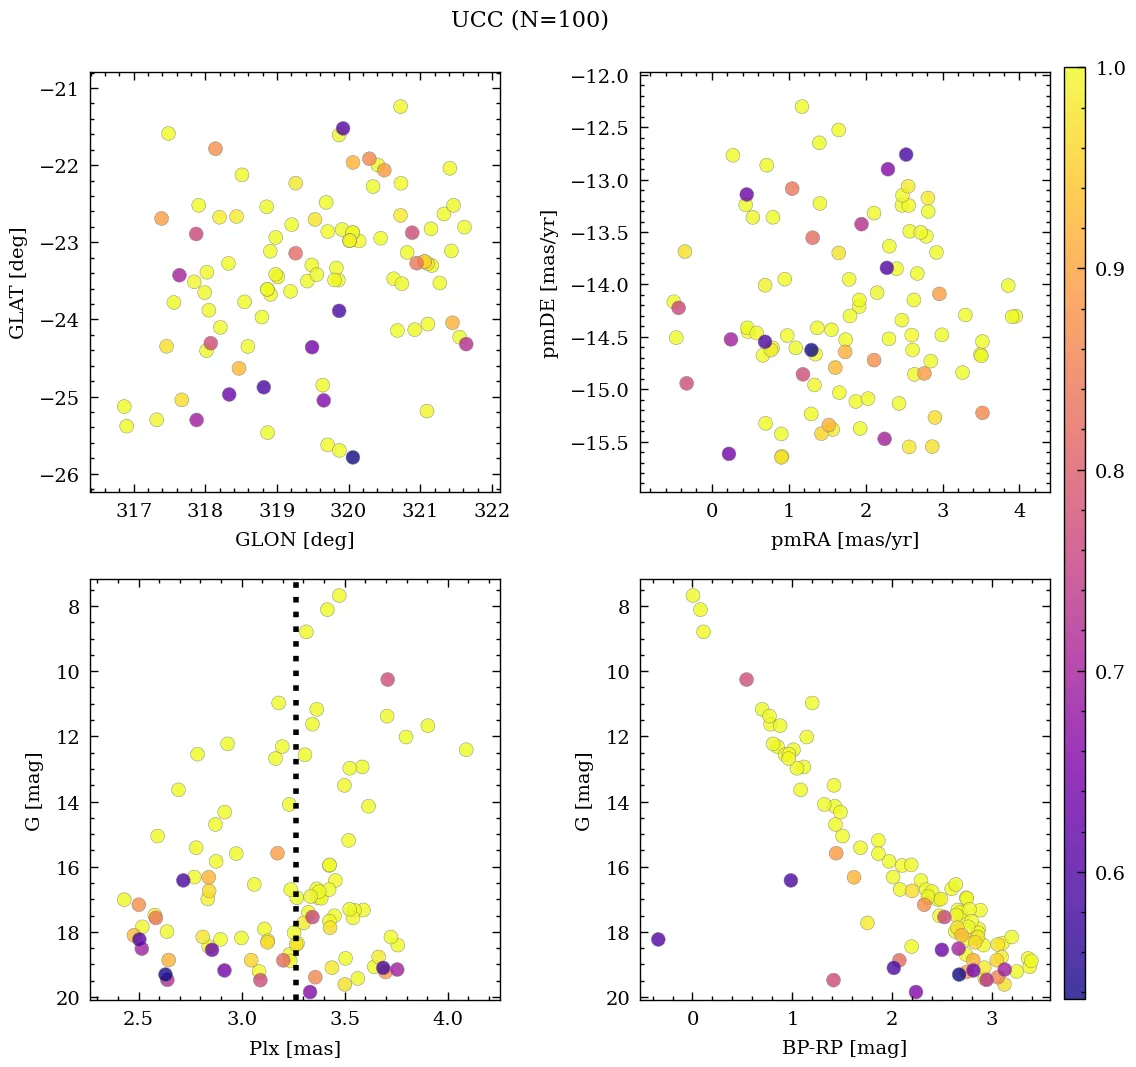 UCC (N=100)
−21
−22
−23
−24
−25
−26
GLAT [deg]
317 318 319 320 321 322
GLON [deg]
−12.0
−12.5
−13.0
−13.5
−14.0
−14.5
−15.0
−15.5
pmDE [mas/yr]
0 1 2 3 4
pmRA [mas/yr]
8
10
12
14
16
18
20
G [mag]
2.5 3.0 3.5 4.0
Plx [mas]
8
10
12
14
16
18
20
G [mag]
0 1 2 3
BP-RP [mag]
1.0
0.9
0.8
0.7
0.6